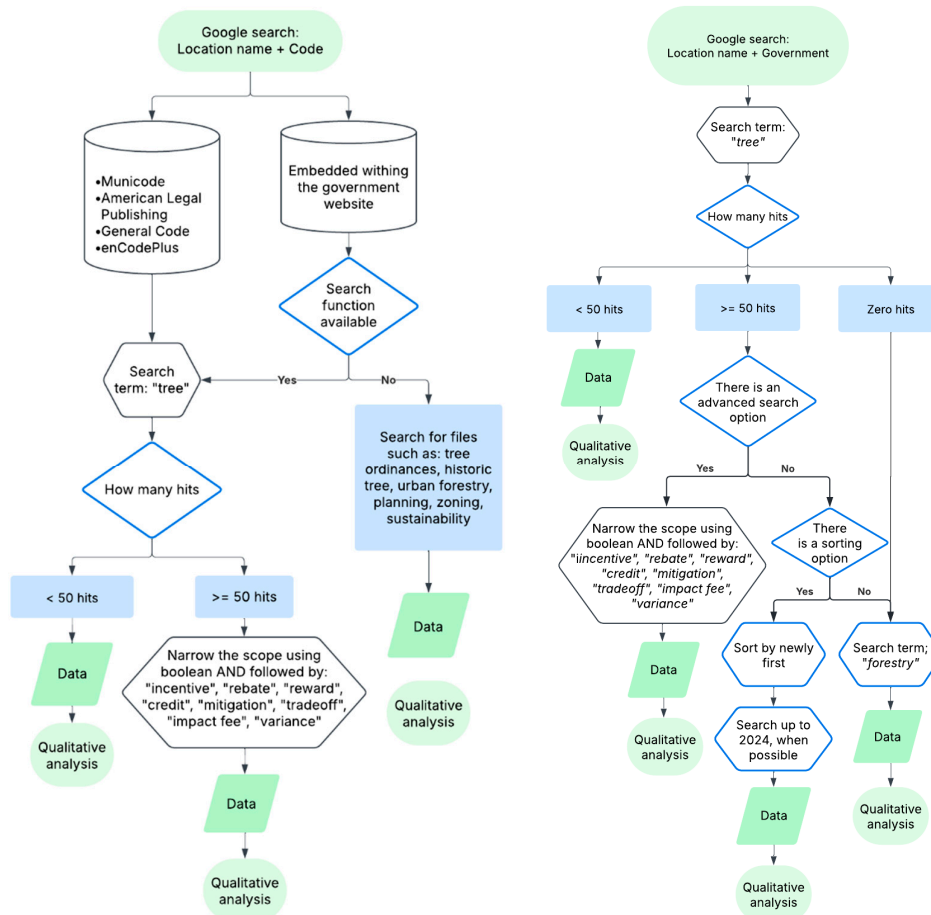 Google search:
Location name + Code
•Municode
•American Legal
Publishing
•General Code
•enCodePlus
Embedded withing
the government
website
Search
function
available
Yes
No
Search
term: "tree"
Search for files
such as: tree
ordinances, historic
tree, urban forestry,
planning, zoning,
sustainability
How many hits
< 50 hits
>= 50 hits
Data
Data
Narrow the scope using
boolean AND followed by:
"incentive", "rebate", "reward",
"credit", "mitigation", "tradeoff",
"impact fee", "variance"
Qualitative
analysis
Qualitative
analysis
Data
Qualitative
analysis
Google search:
Location name + Government
Search term:
"tree"
How many hits
< 50 hits
>= 50 hits
Zero hits
Data
Qualitative
analysis
There is an
advanced search
option
Yes
No
Narrow the scope using
boolean AND followed by:
"iincentive", "rebate", "reward",
"credit", "mitigation",
"tradeoff", "impact fee",
"variance"
There
is a sorting
option
Yes
No
Data
Qualitative
analysis
Sort by newly
first
Search term;
"forestry"
Search up to
2024, when
possible
Data
Qualitative
analysis
Data
Qualitative
analysis